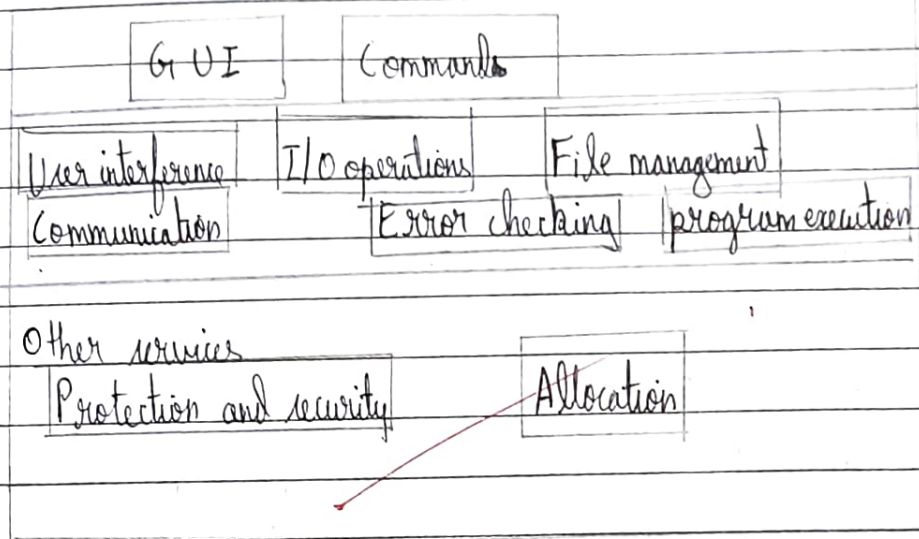 GUI Commands
User interference I/O operations File management
Communication Error checking program execution
Other services
Protection and security Allocation